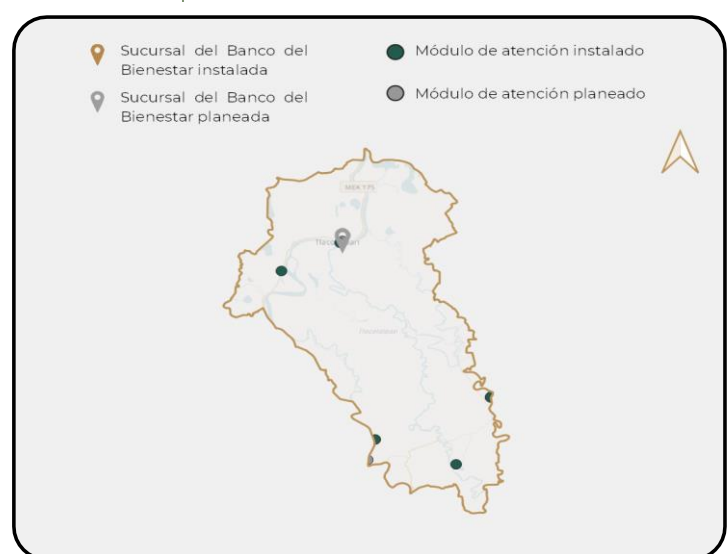 Sucursal del Banco del
Bienestar instalada
Sucursal del Banco del
Bienestar planeada
Módulo de atención instalado
Módulo de atención planeado